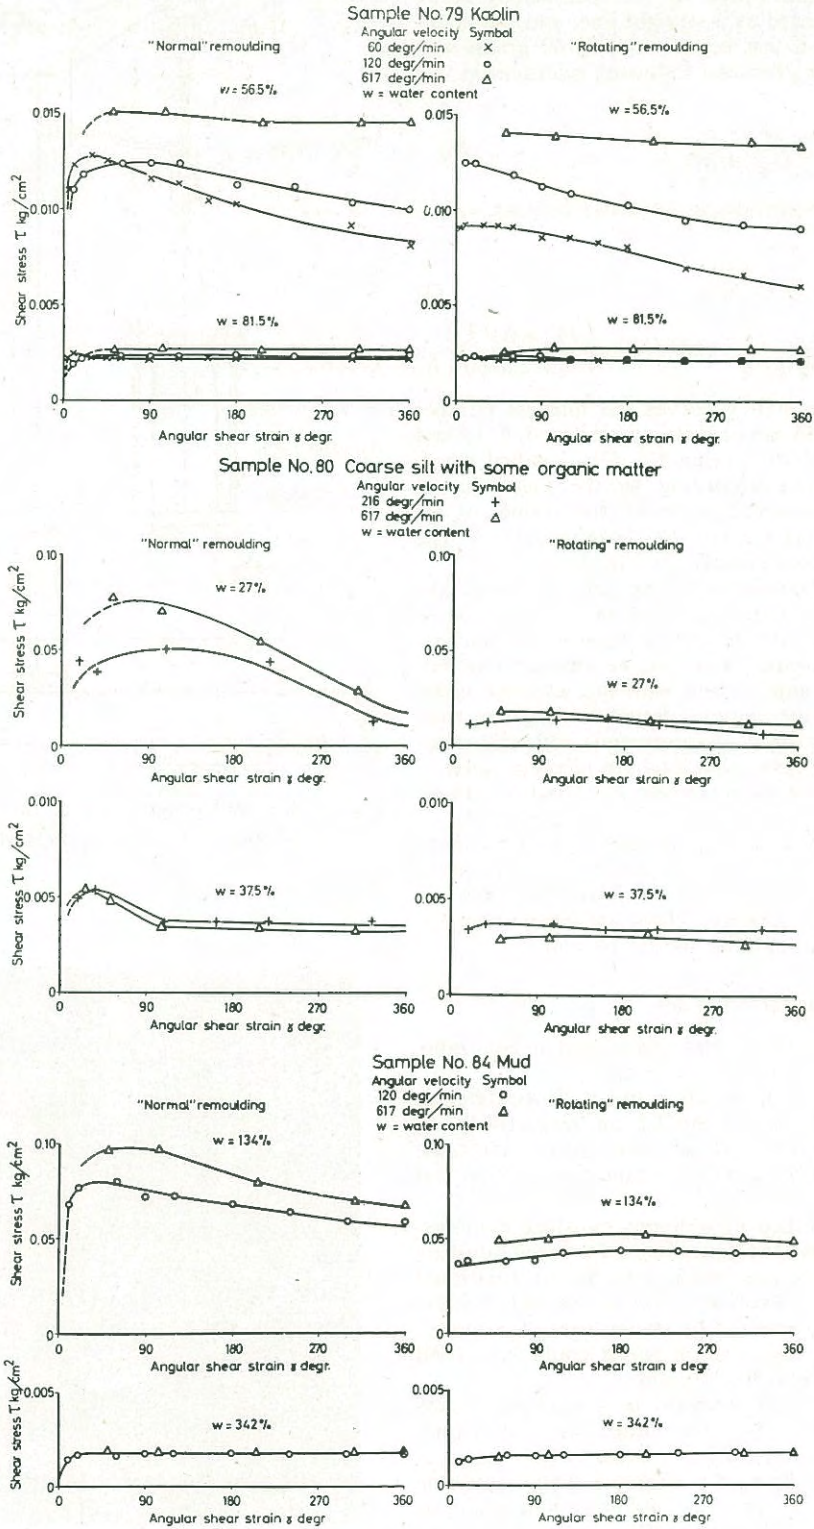 Sample No. 79 Kaolin
Angular velocity Symbol
60 degr/min ×
120 degr/min o
617 degr/min △
w = water content
"Normal" remoulding
"Rotating" remoulding
w = 56.5%
w = 56,5%
Shear stress τ kg/cm²
0.015
0.010
0.005
0
w = 81.5%
0 90 180 270 360
Angular shear strain γ degr.
0.015
0.010
0.005
0
w = 81.5%
0 90 180 270 360
Angular shear strain γ degr.
Sample No. 80 Coarse silt with some organic matter
Angular velocity Symbol
216 degr/min +
617 degr/min △
w = water content
"Normal" remoulding
"Rotating" remoulding
Shear stress τ kg/cm²
0.10
0.05
0
w = 27%
0 90 180 270 360
Angular shear strain γ degr.
0.10
0.05
0
w = 27%
0 90 180 270 360
Angular shear strain γ degr
Shear stress τ kg/cm²
0.010
0.005
0
w = 37.5%
0 90 180 270 360
Angular shear strain γ degr.
0.010
0.005
0
w = 37.5%
0 90 180 270 360
Angular shear strain γ degr.
Sample No. 84 Mud
Angular velocity Symbol
120 degr/min o
617 degr/min △
w = water content
"Normal" remoulding
"Rotating" remoulding
Shear stress τ kg/cm²
0.10
0.05
0
w = 134%
0 90 180 270 360
Angular shear strain γ degr.
0.10
0.05
0
w = 134%
0 90 180 270 360
Angular shear strain γ degr
Shear stress τ kg/cm²
0.005
0
w = 342%
0 90 180 270 360
Angular shear strain γ degr.
0.005
0
w = 342%
0 90 180 270 360
Angular shear strain γ degr